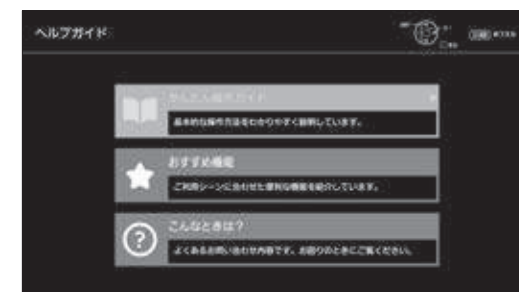 ヘルプガイド
かんたん操作ガイド
基本的な操作方法をわかりやすく説明しています。
おすすめ機能
ご利用シーンに合わせた便利な機能を紹介しています。
こんなときは？
よくあるお問い合わせ内容です。お困りのときにご覧ください。